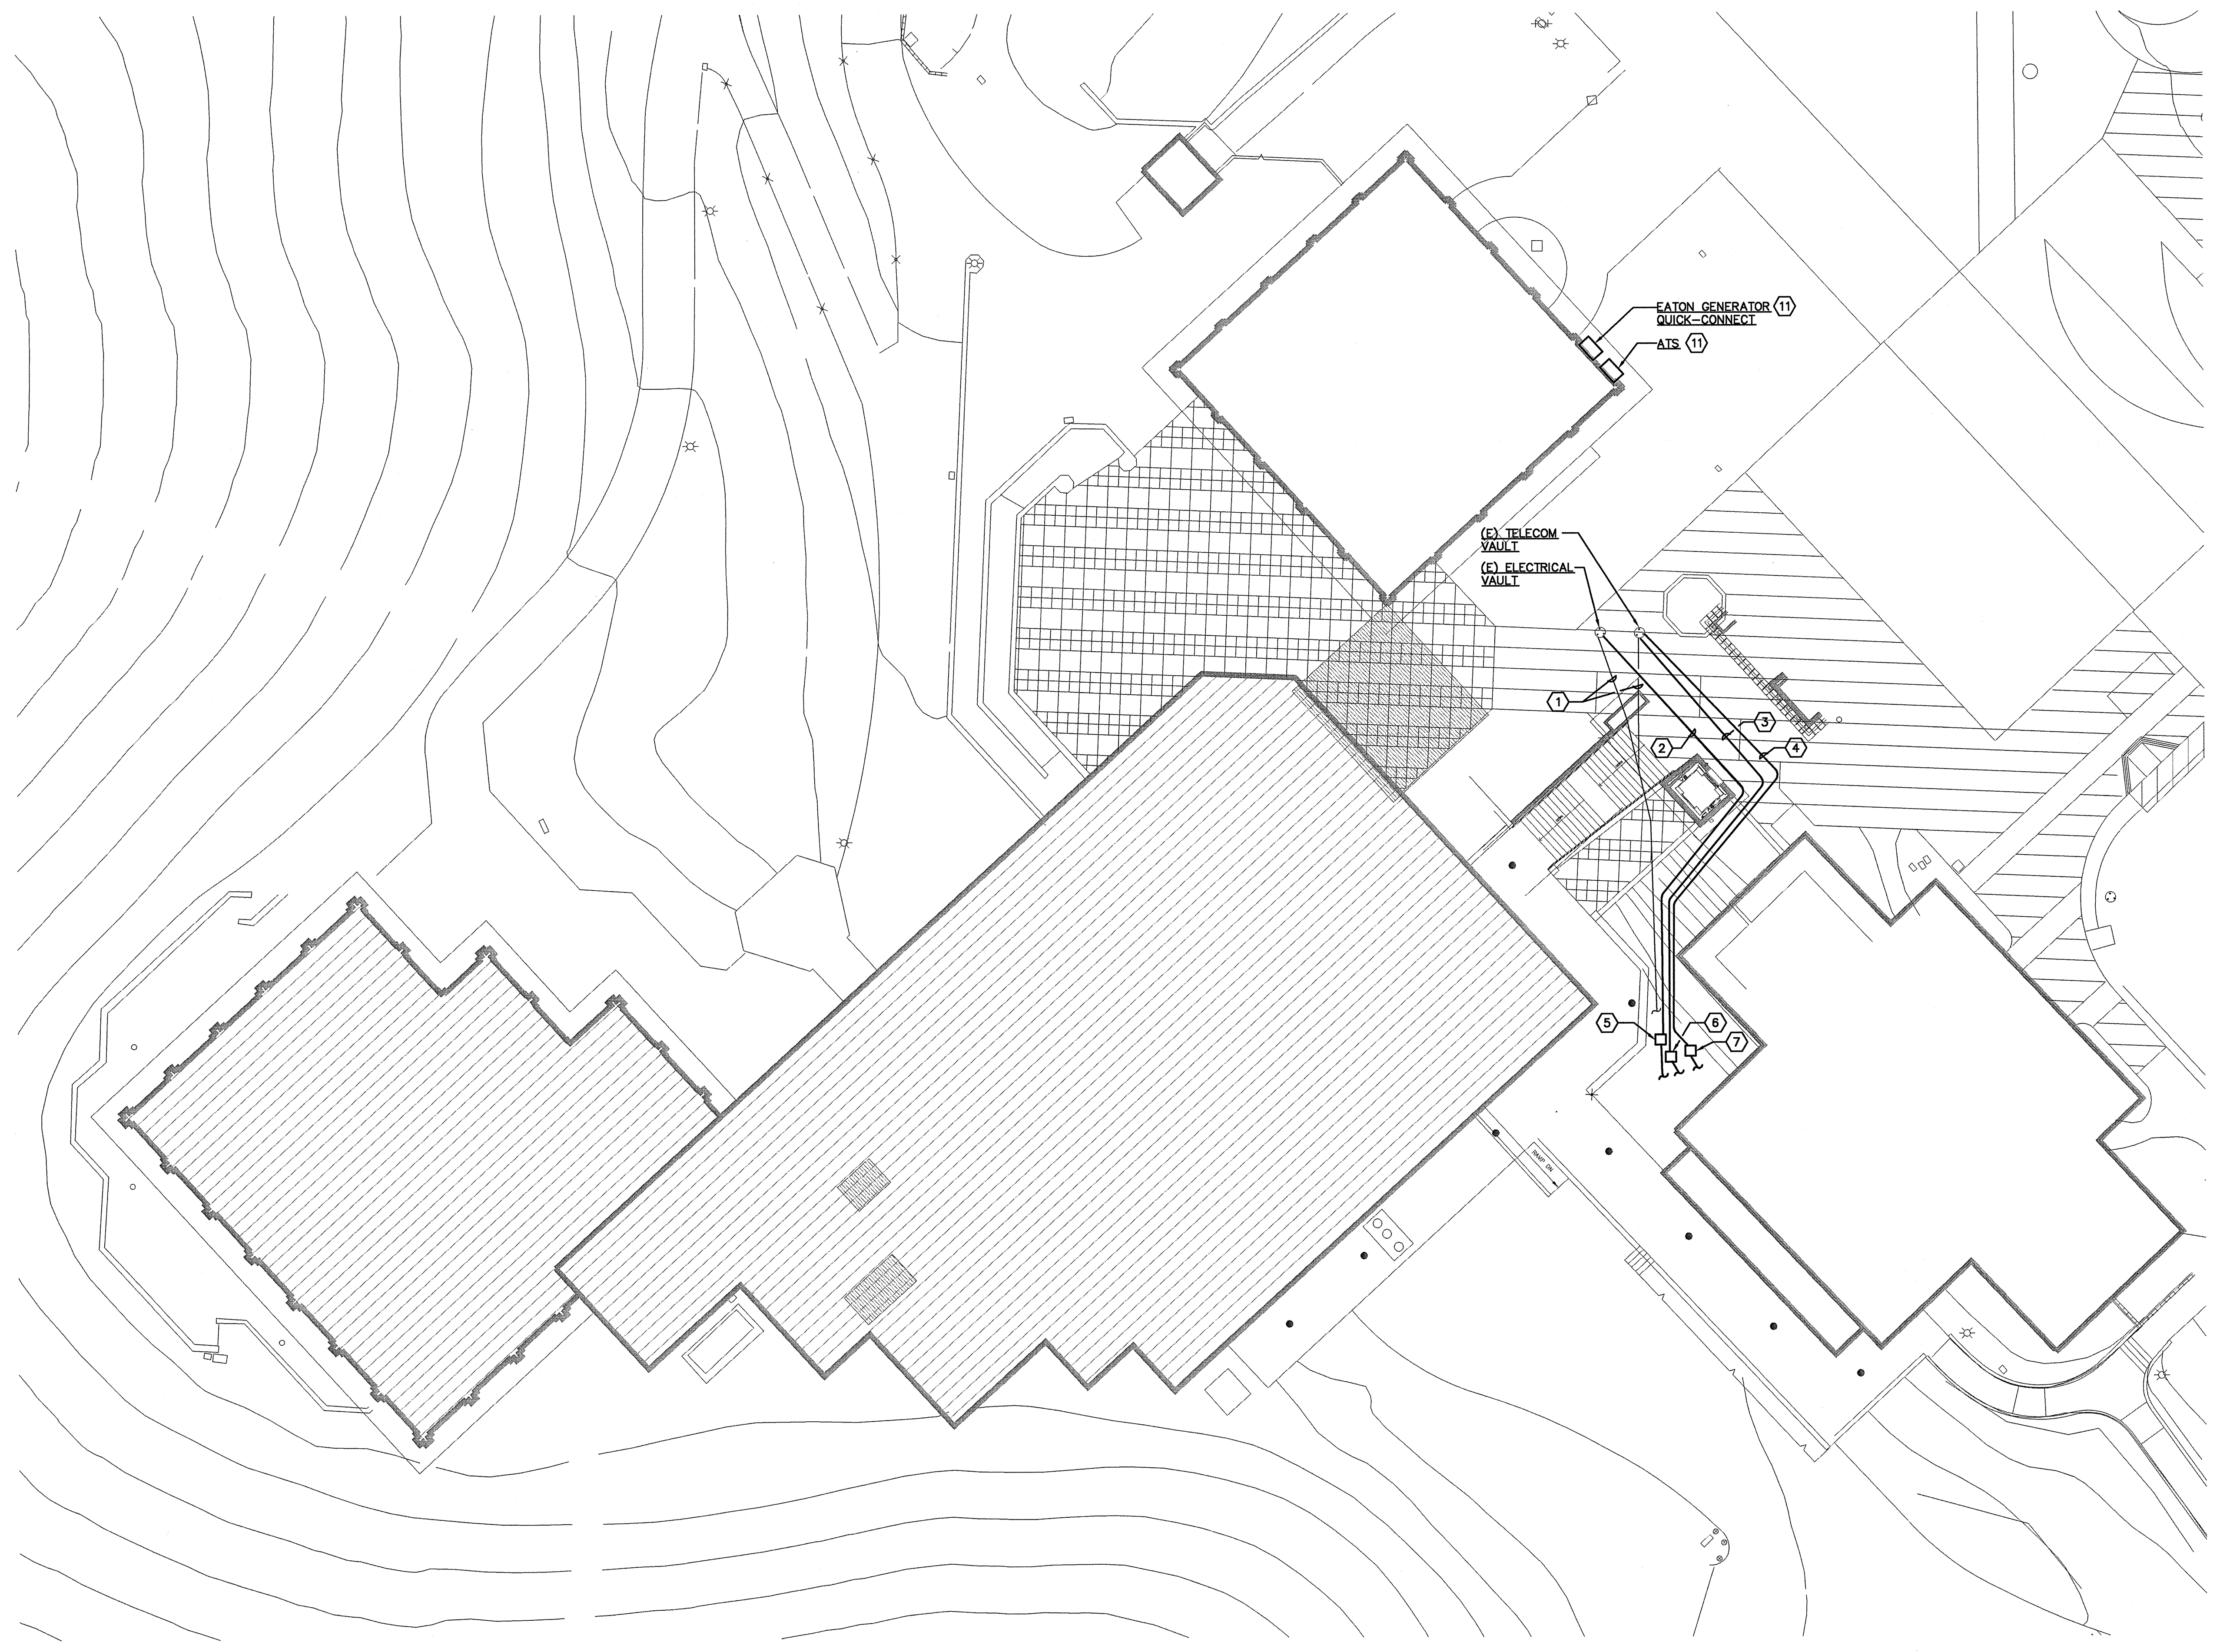 EATON GENERATOR 11
QUICK-CONNECT
ATS 11
(E) TELECOM
VAULT
(E) ELECTRICAL
VAULT
1
3
2
4
5
6
7
RAMP DN